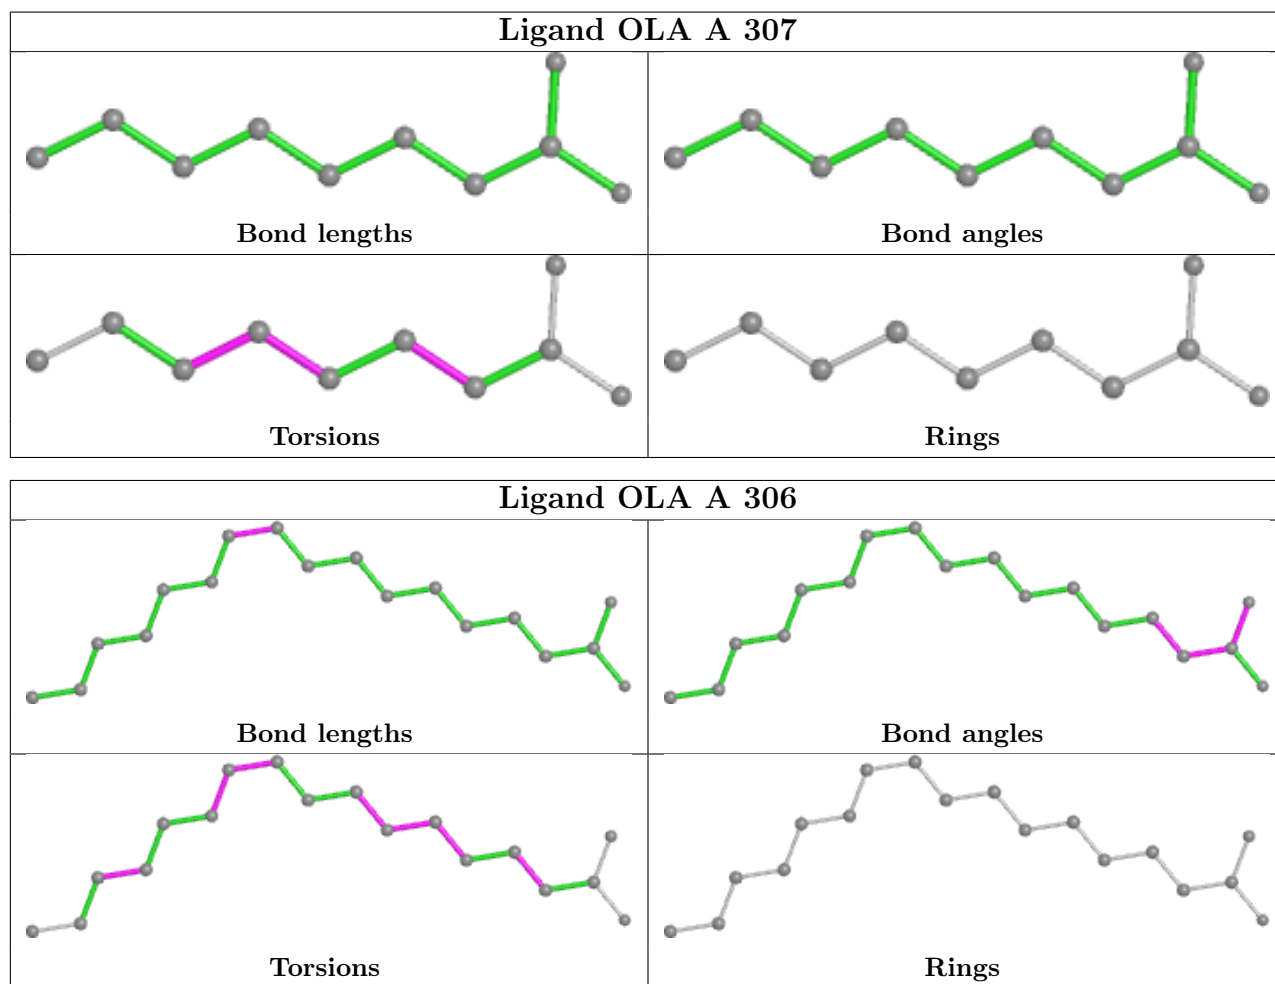 Ligand OLA A 307
Bond lengths
Bond angles
Torsions
Rings
Ligand OLA A 306
Bond lengths
Bond angles
Torsions
Rings